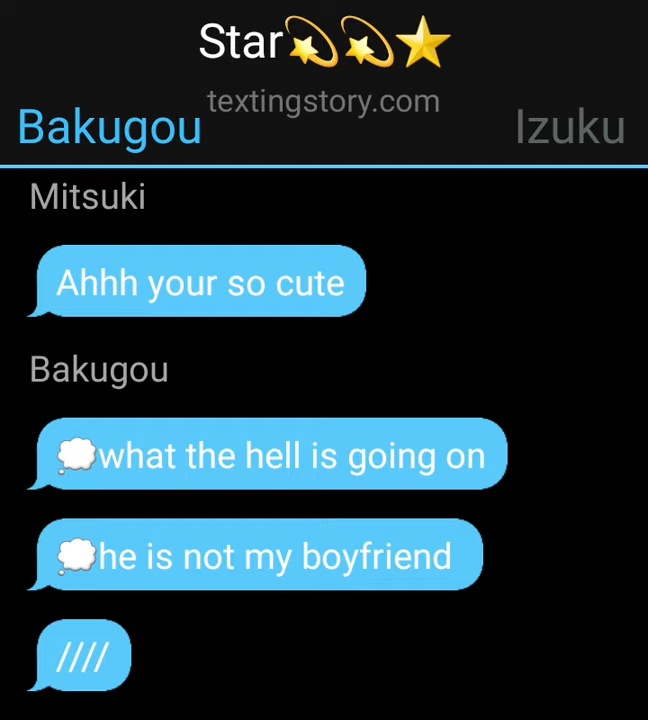 Star💫💫⭐
textingstory.com
Bakugou Izuku
Mitsuki
Ahhh your so cute
Bakugou
💭what the hell is going on
💭he is not my boyfriend
////